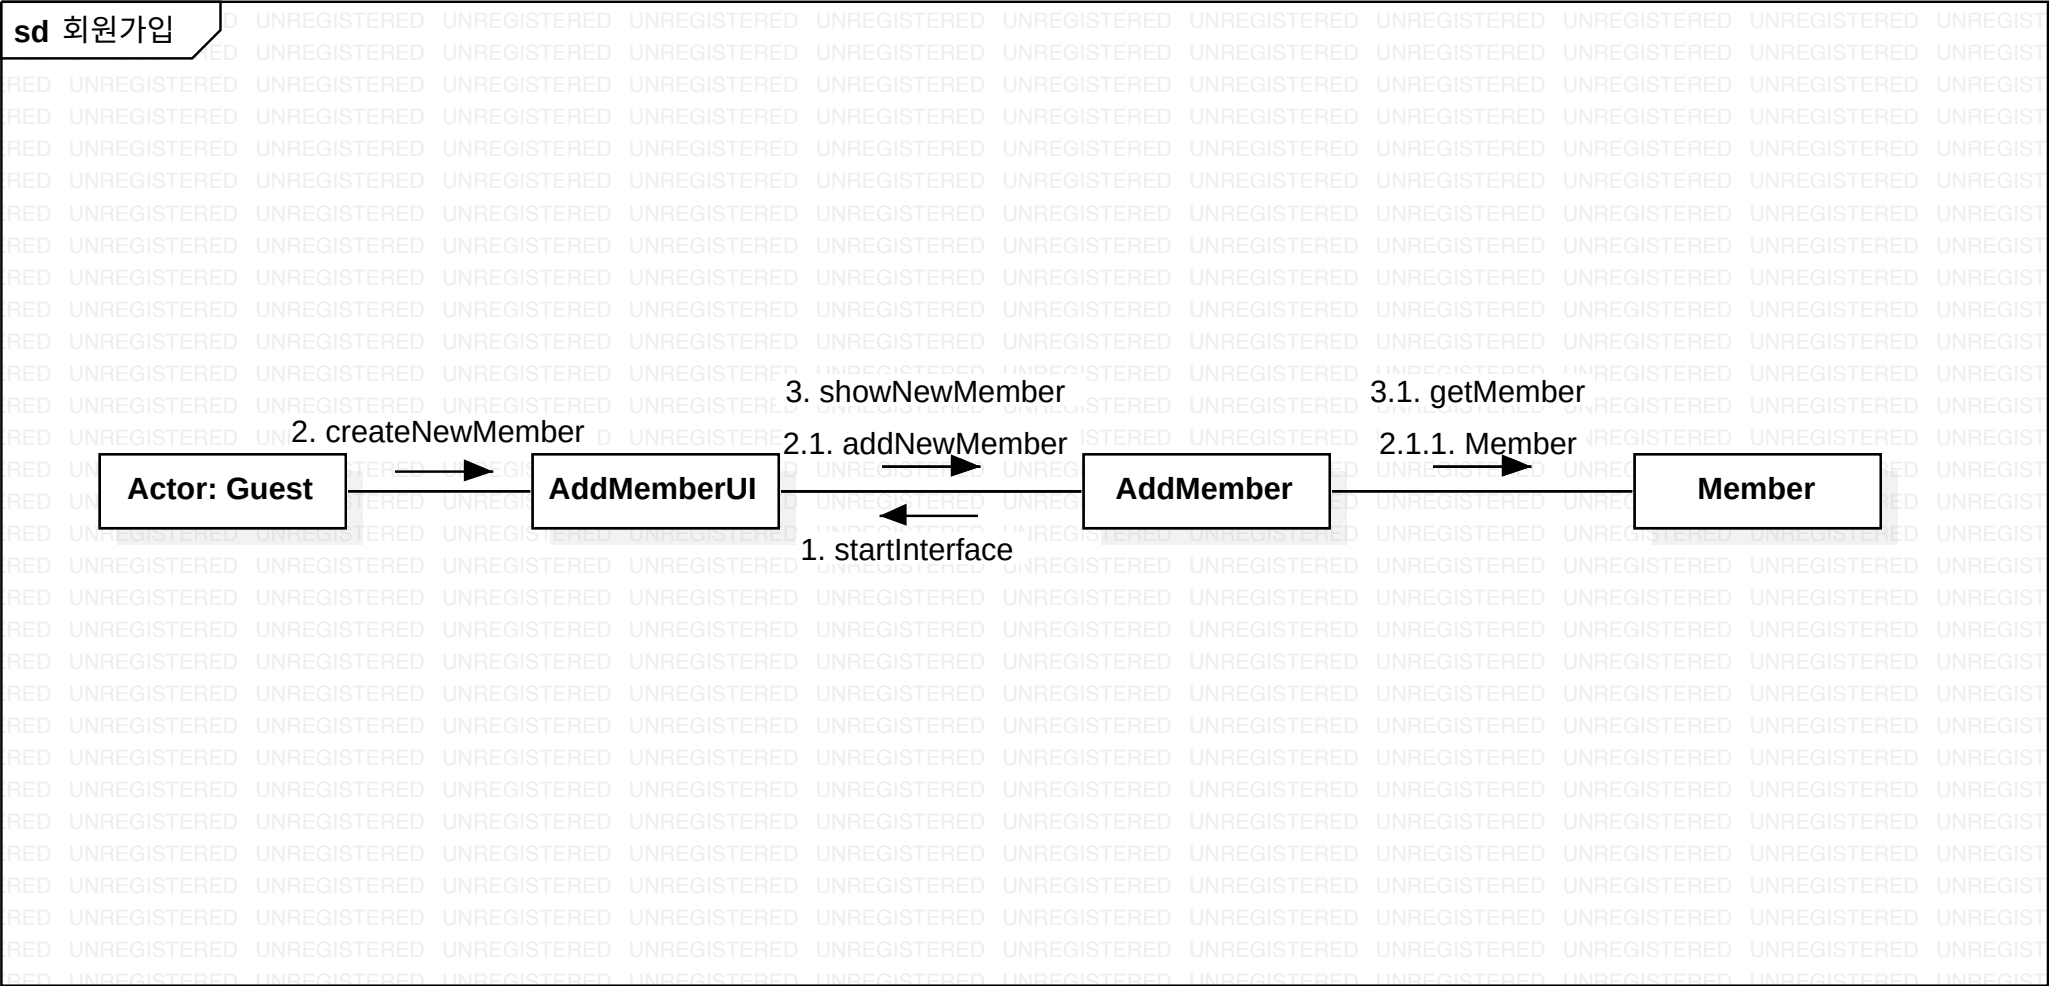 sd 회원가입
3. showNewMember
3.1. getMember
2. createNewMember
2.1. addNewMember
2.1.1. Member
Actor: Guest
AddMemberUI
AddMember
Member
1. startInterface
UNREGISTERED